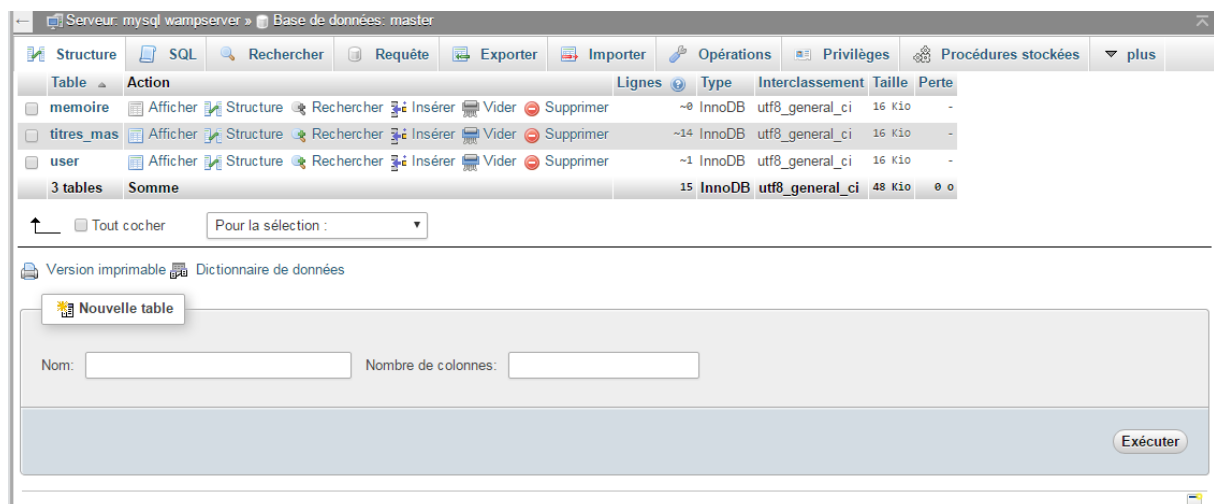 Serveur: mysql wampserver » Base de données: master
Structure SQL Rechercher Requête Exporter Importer Opérations Privilèges Procédures stockées plus
Table Action Lignes Type Interclassement Taille Perte
memoire Afficher Structure Rechercher Insérer Vider Supprimer ~0 InnoDB utf8_general_ci 16 Kio -
titres_mas Afficher Structure Rechercher Insérer Vider Supprimer ~14 InnoDB utf8_general_ci 16 Kio -
user Afficher Structure Rechercher Insérer Vider Supprimer ~1 InnoDB utf8_general_ci 16 Kio -
3 tables Somme 15 InnoDB utf8_general_ci 48 Kio 0 o
Tout cocher Pour la sélection :
Version imprimable Dictionnaire de données
Nouvelle table
Nom: Nombre de colonnes:
Exécuter